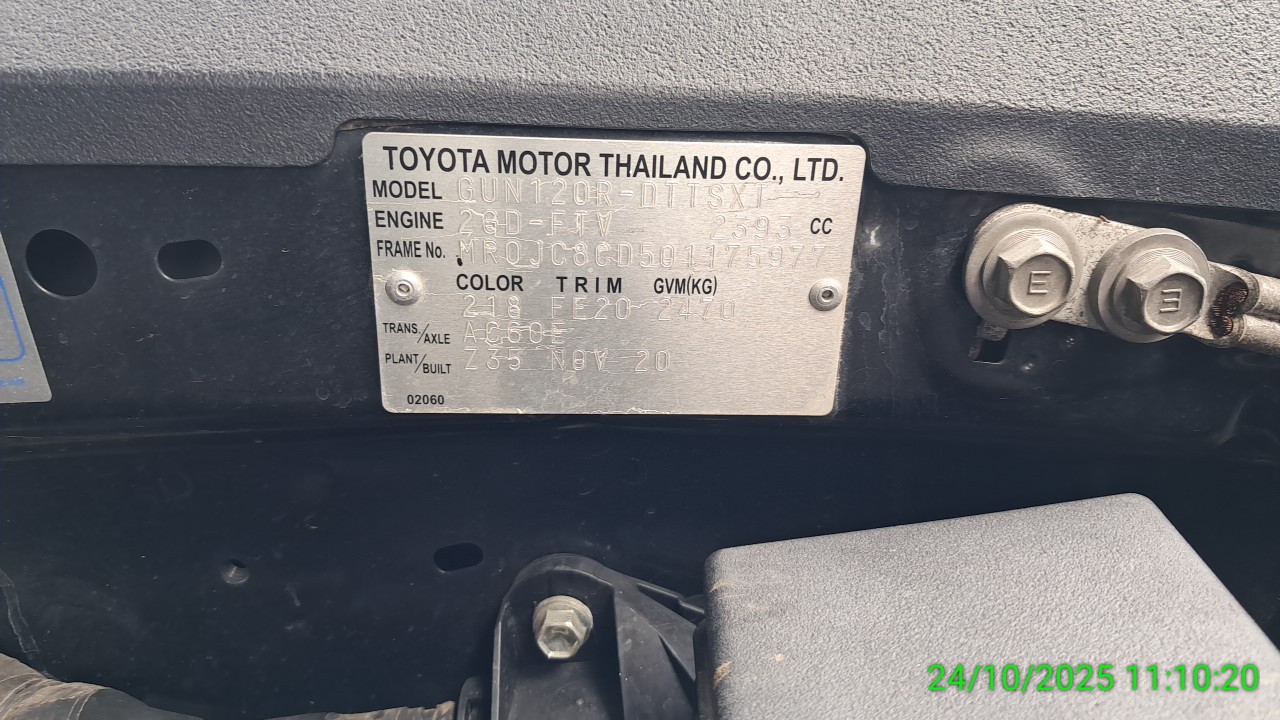 TOYOTA MOTOR THAILAND CO., LTD.
MODEL GUN120R-DTTSXT
ENGINE 2GD-FTV 2393 CC
FRAME No. MR0JC8CD501175977
COLOR TRIM GVM(KG)
218 FE20 2470
TRANS/AXLE AC60E
PLANT/BUILT Z35 NOV 20
02060
E
E
24/10/2025 11:10:20